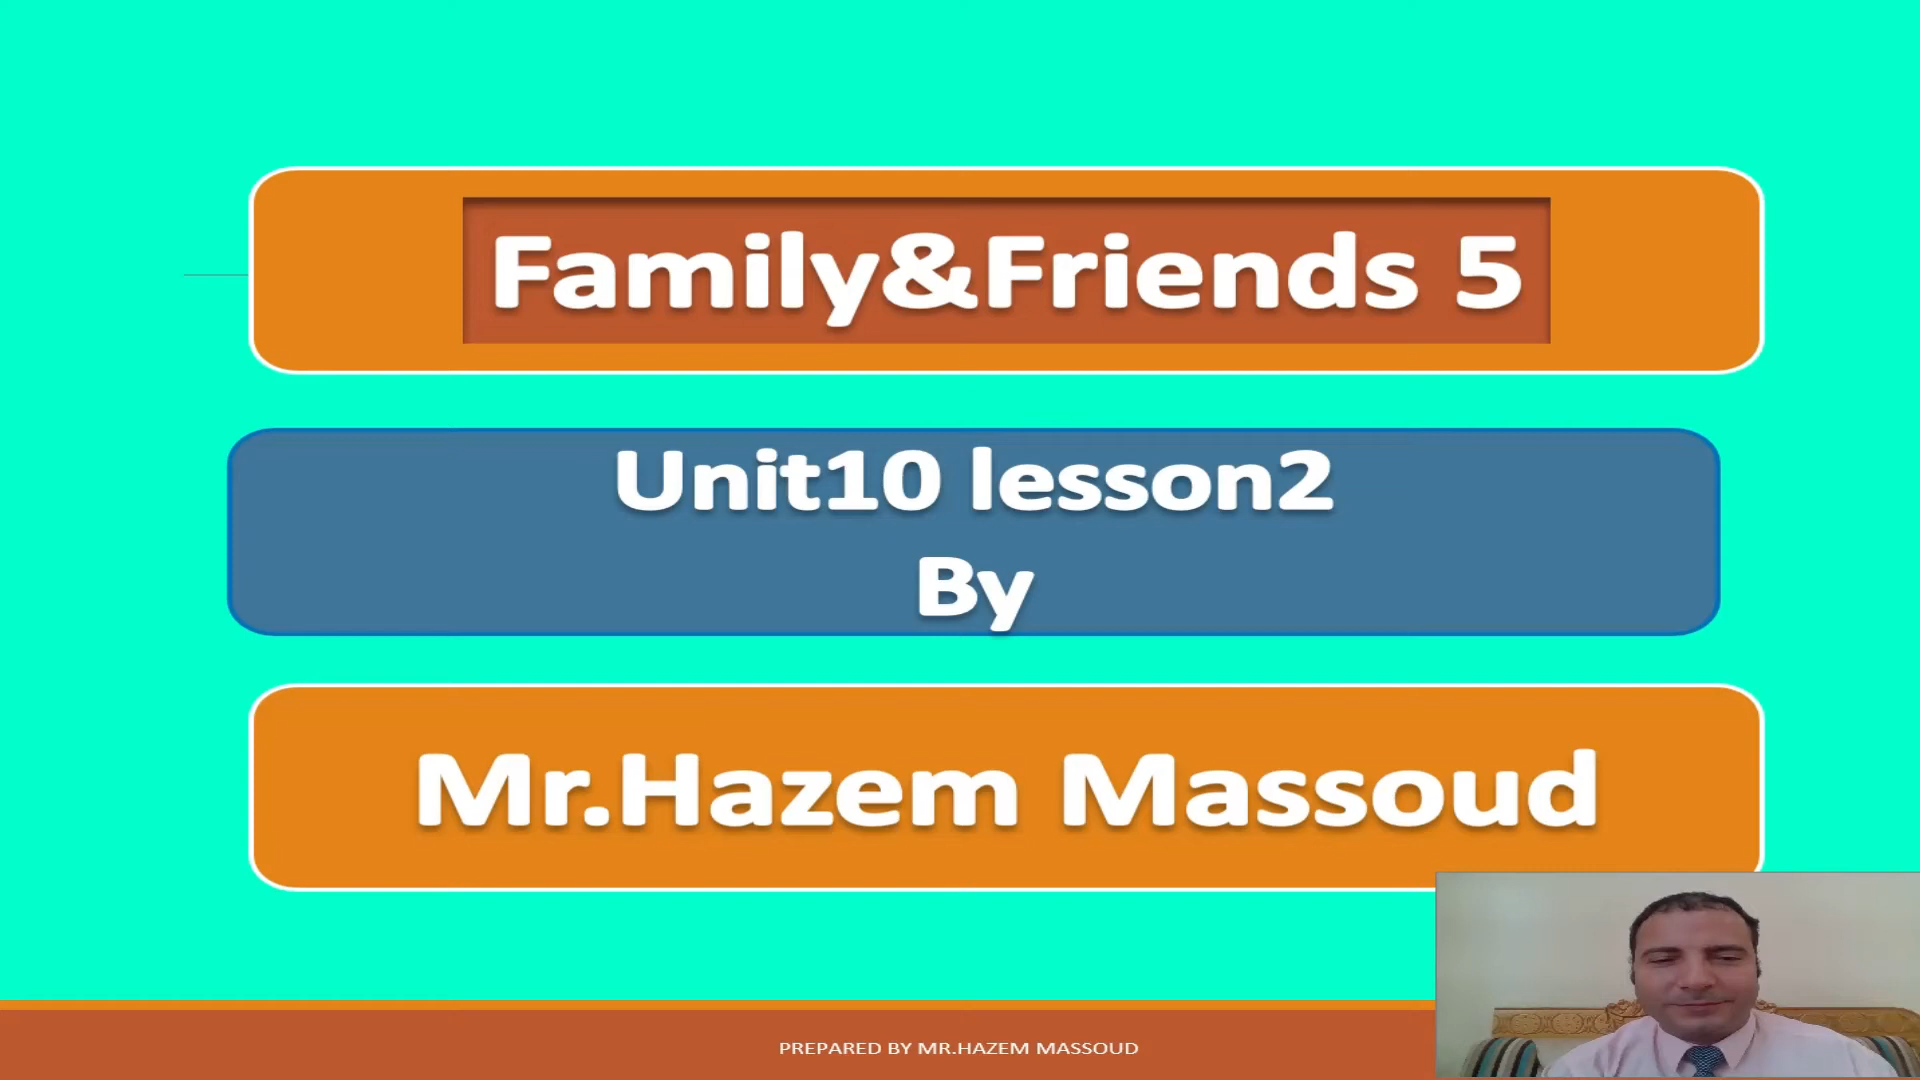 Family&Friends 5
Unit10 lesson2
By
Mr.Hazem Massoud
PREPARED BY MR.HAZEM MASSOUD